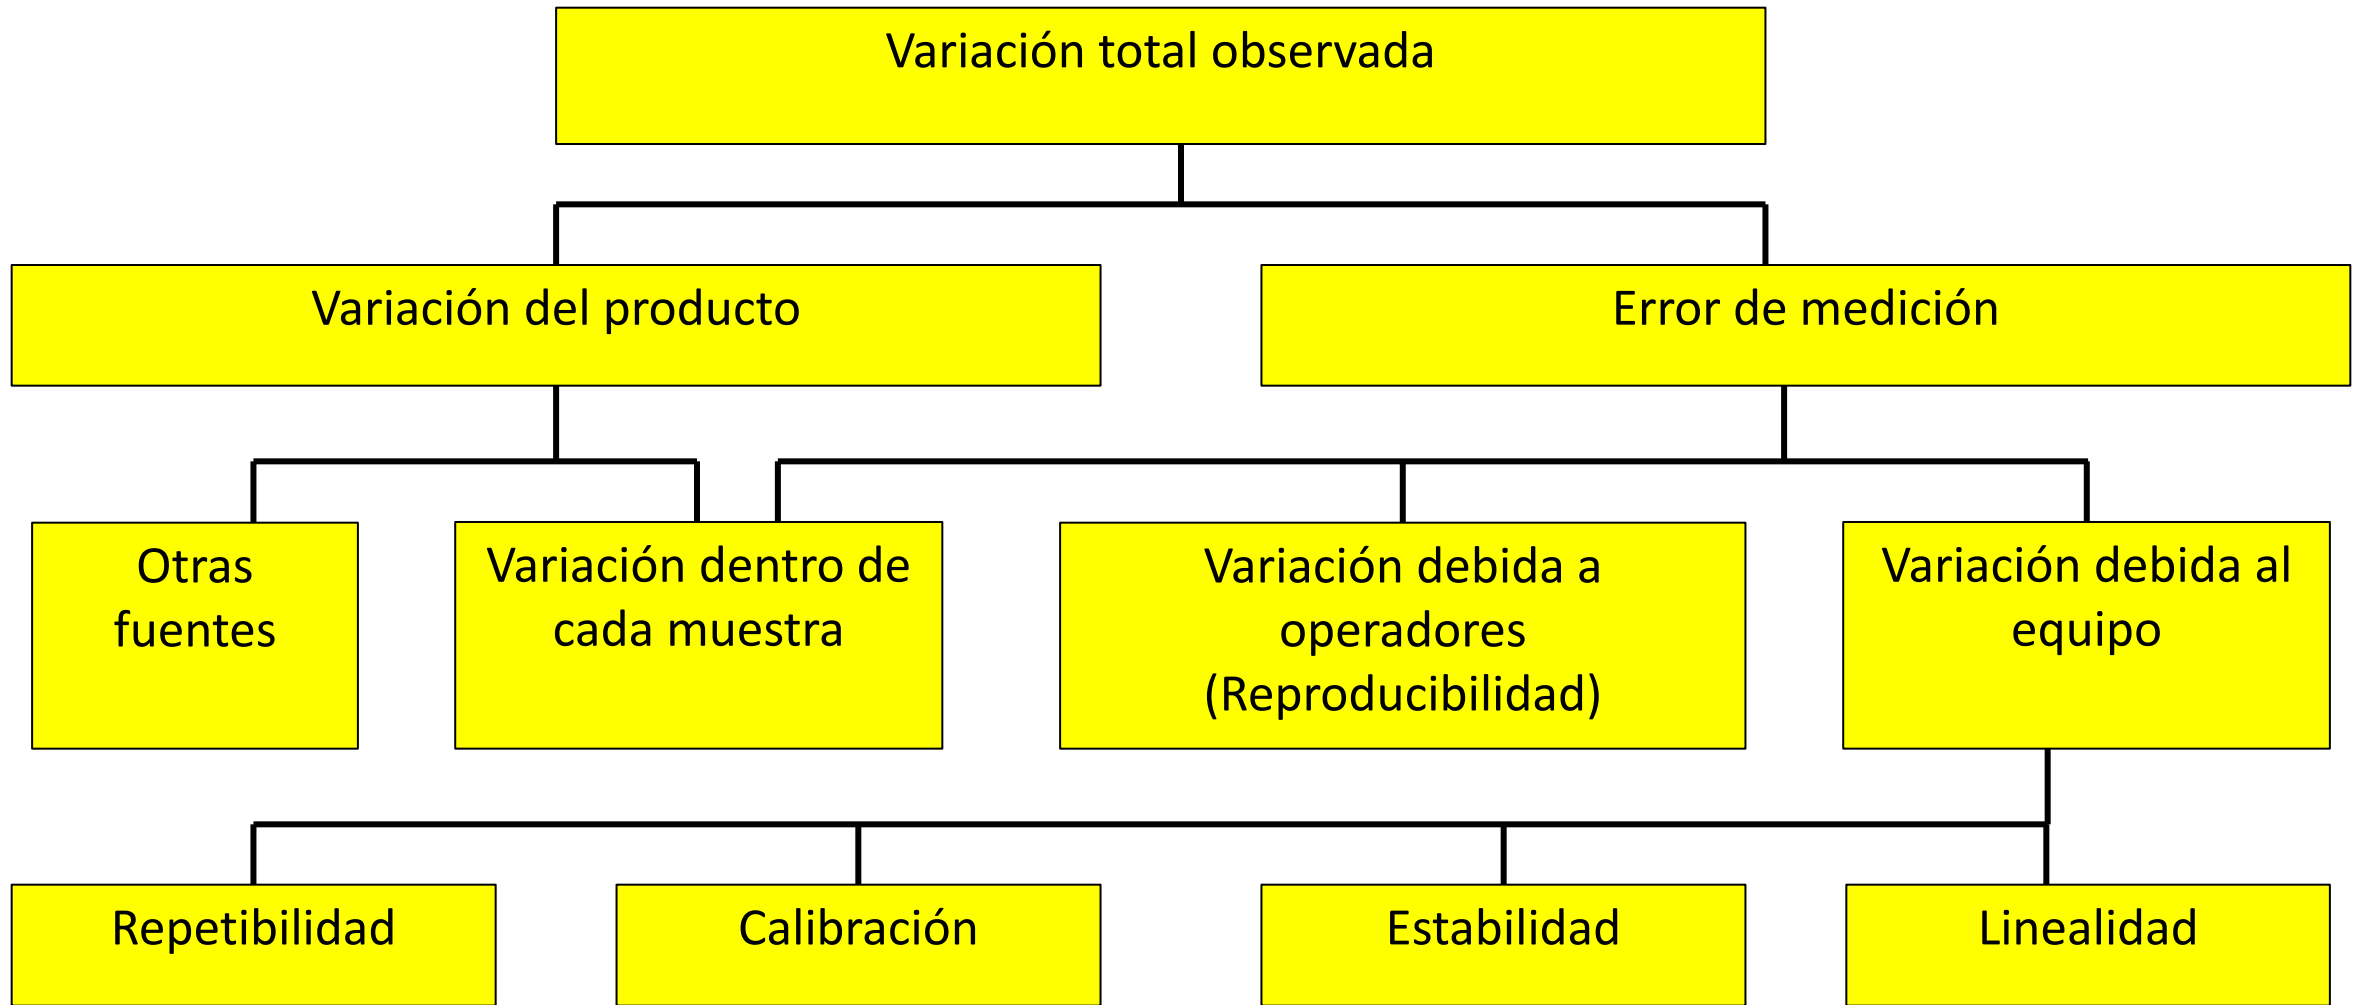 Variación total observada
Variación del producto
Error de medición
Otras
fuentes
Variación dentro de
cada muestra
Variación debida a
operadores
(Reproducibilidad)
Variación debida al
equipo
Repetibilidad
Calibración
Estabilidad
Linealidad